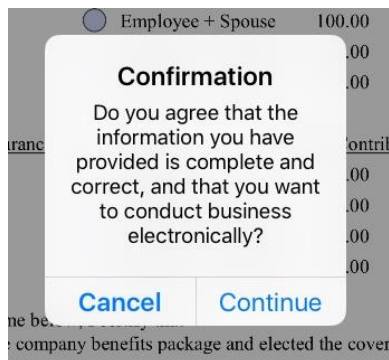 Employee + Spouse 100.00
.00
.00
Confirmation
Do you agree that the
information you have
provided is complete and
correct, and that you want
to conduct business
electronically?
.00
.00
.00
.00
Cancel Continue
company benefits package and elected the cover